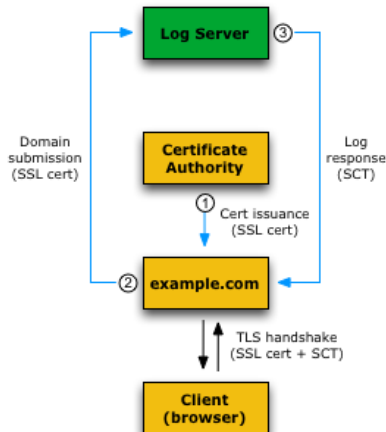 Log Server
3
Domain
submission
(SSL cert)
Log
response
(SCT)
Certificate
Authority
1
Cert issuance
(SSL cert)
2
example.com
TLS handshake
(SSL cert + SCT)
Client
(browser)